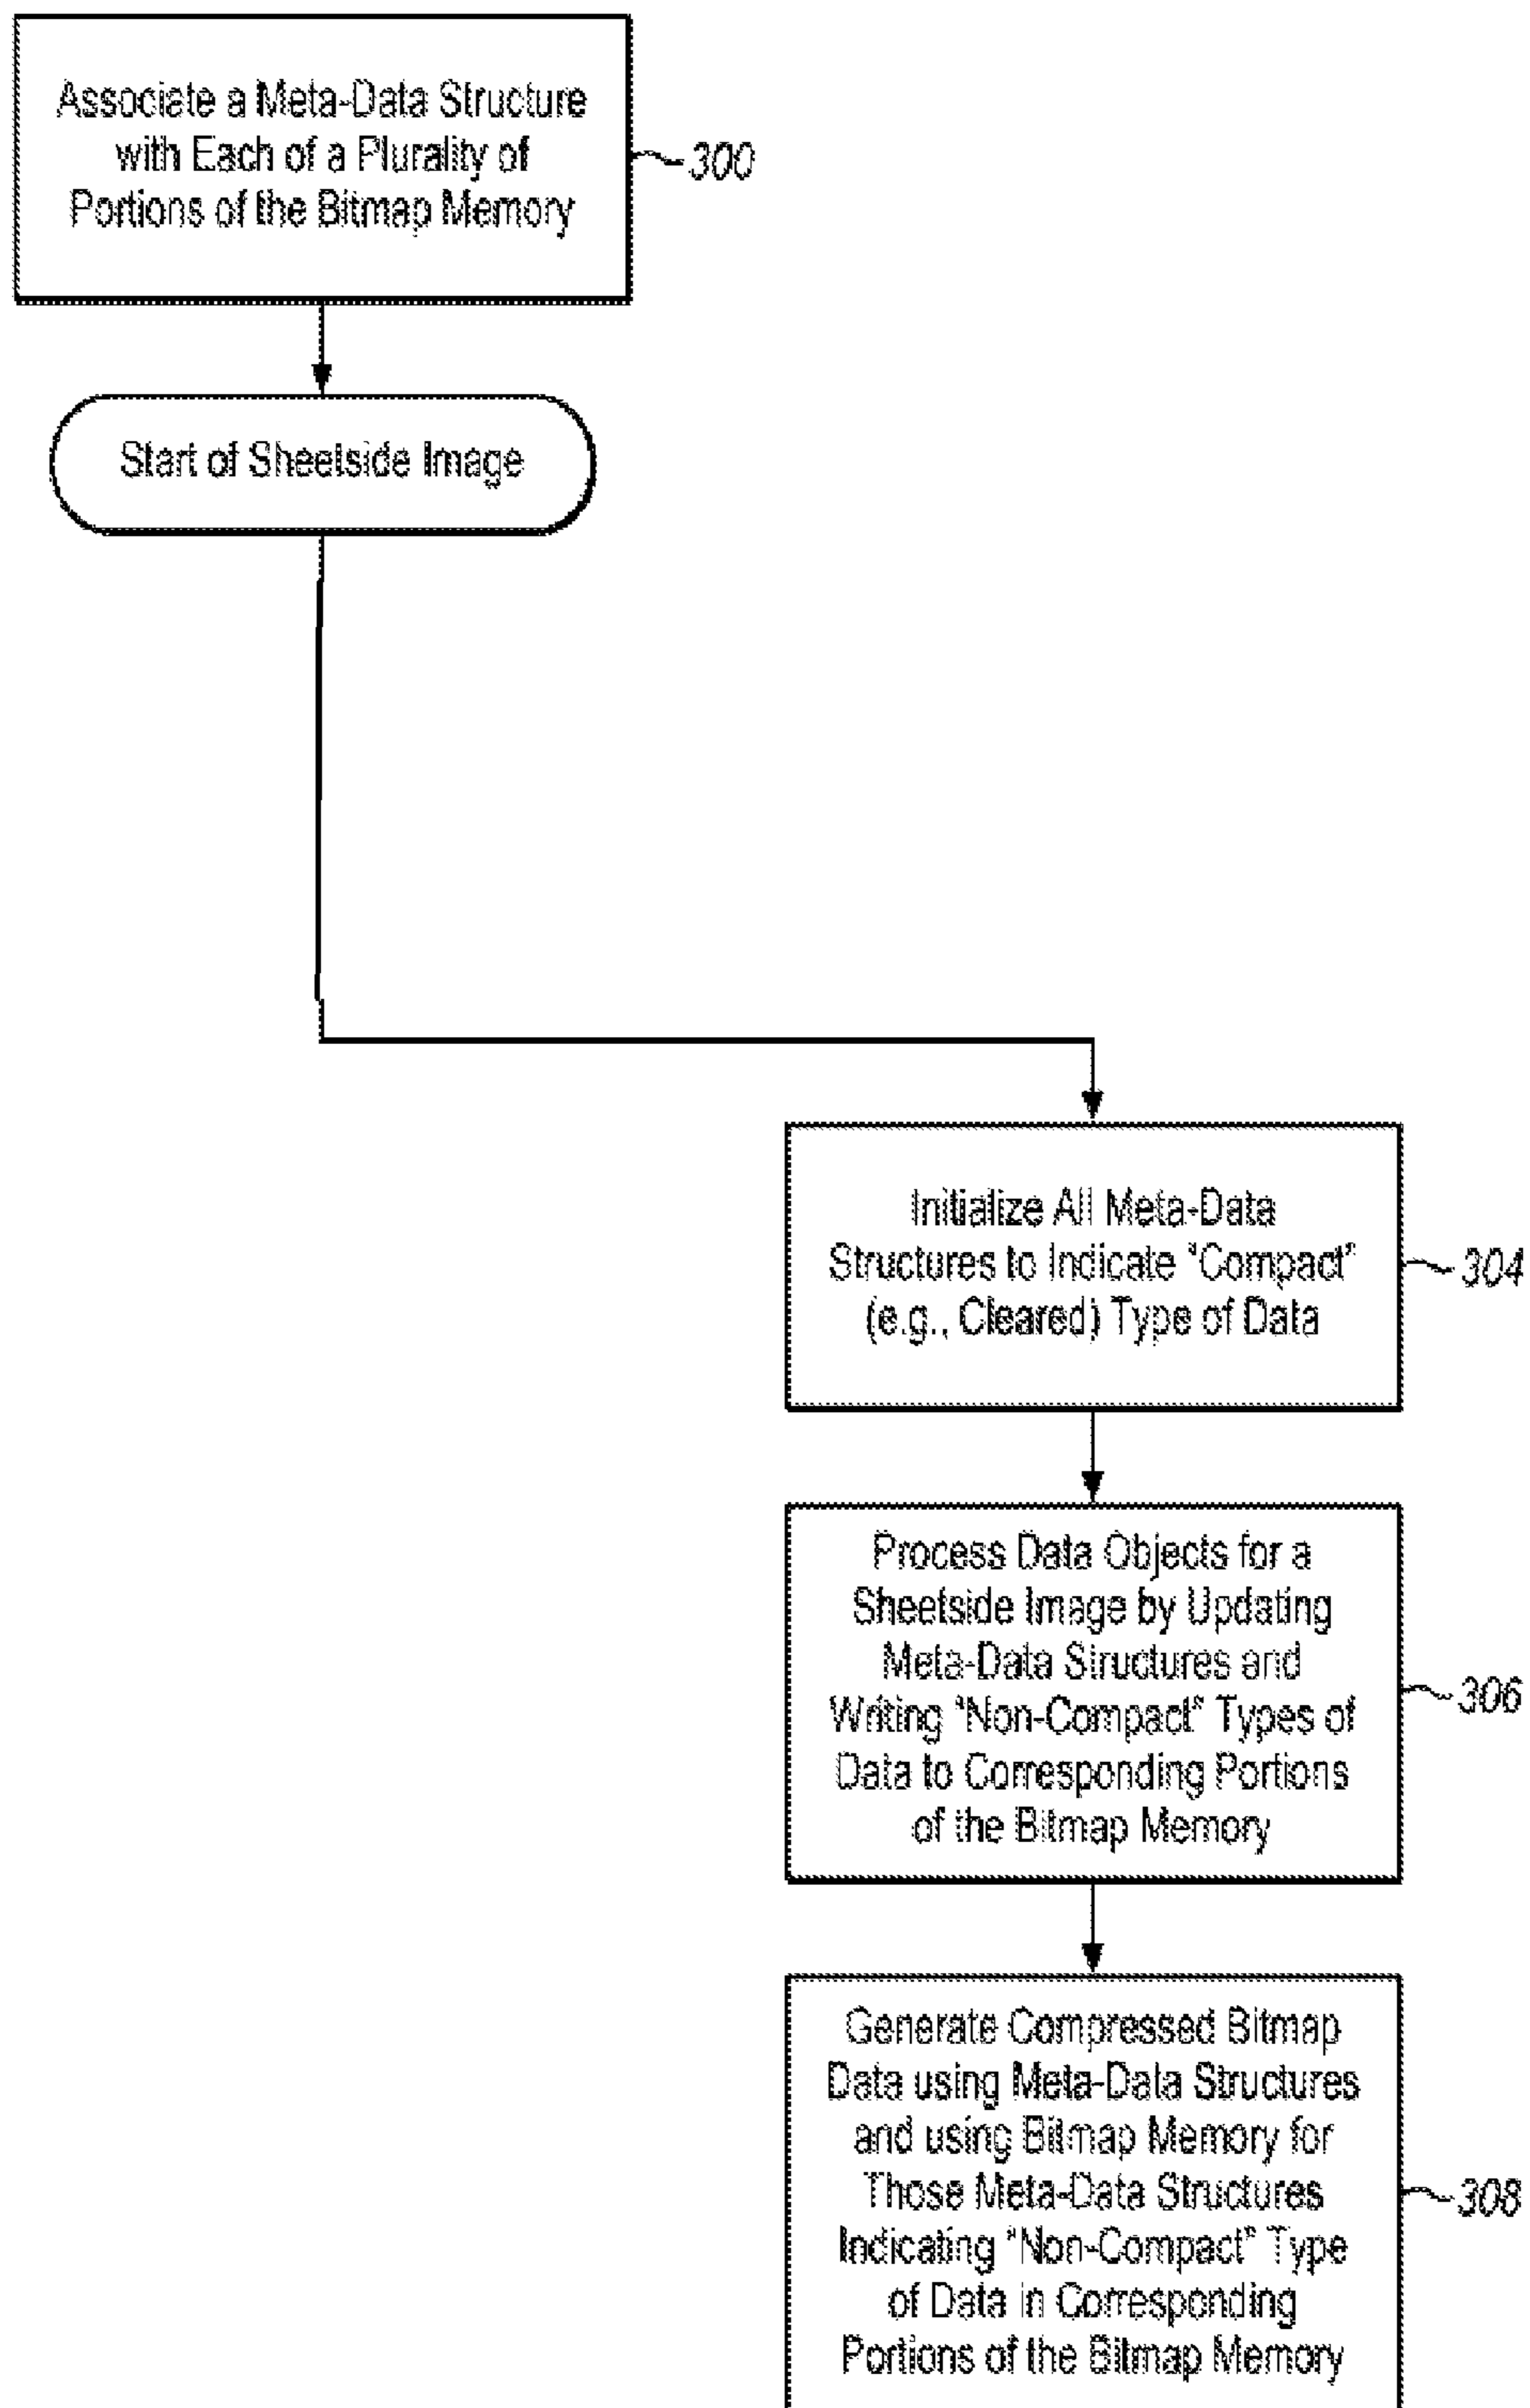 Associate a Meta-Data Structure
with Each of a Plurality of
Portions of the Bitmap Memory
300
Start of Sheetside Image
Initialize All Meta-Data
Structures to Indicate "Compact"
(e.g., Cleared) Type of Data
304
Process Data Objects for a
Sheetside Image by Updating
Meta-Data Structures and
Writing "Non-Compact" Types of
Data to Corresponding Portions
of the Bitmap Memory
306
Generate Compressed Bitmap
Data using Meta-Data Structures
and using Bitmap Memory for
Those Meta-Data Structures
Indicating "Non-Compact" Type
of Data in Corresponding
Portions of the Bitmap Memory
308